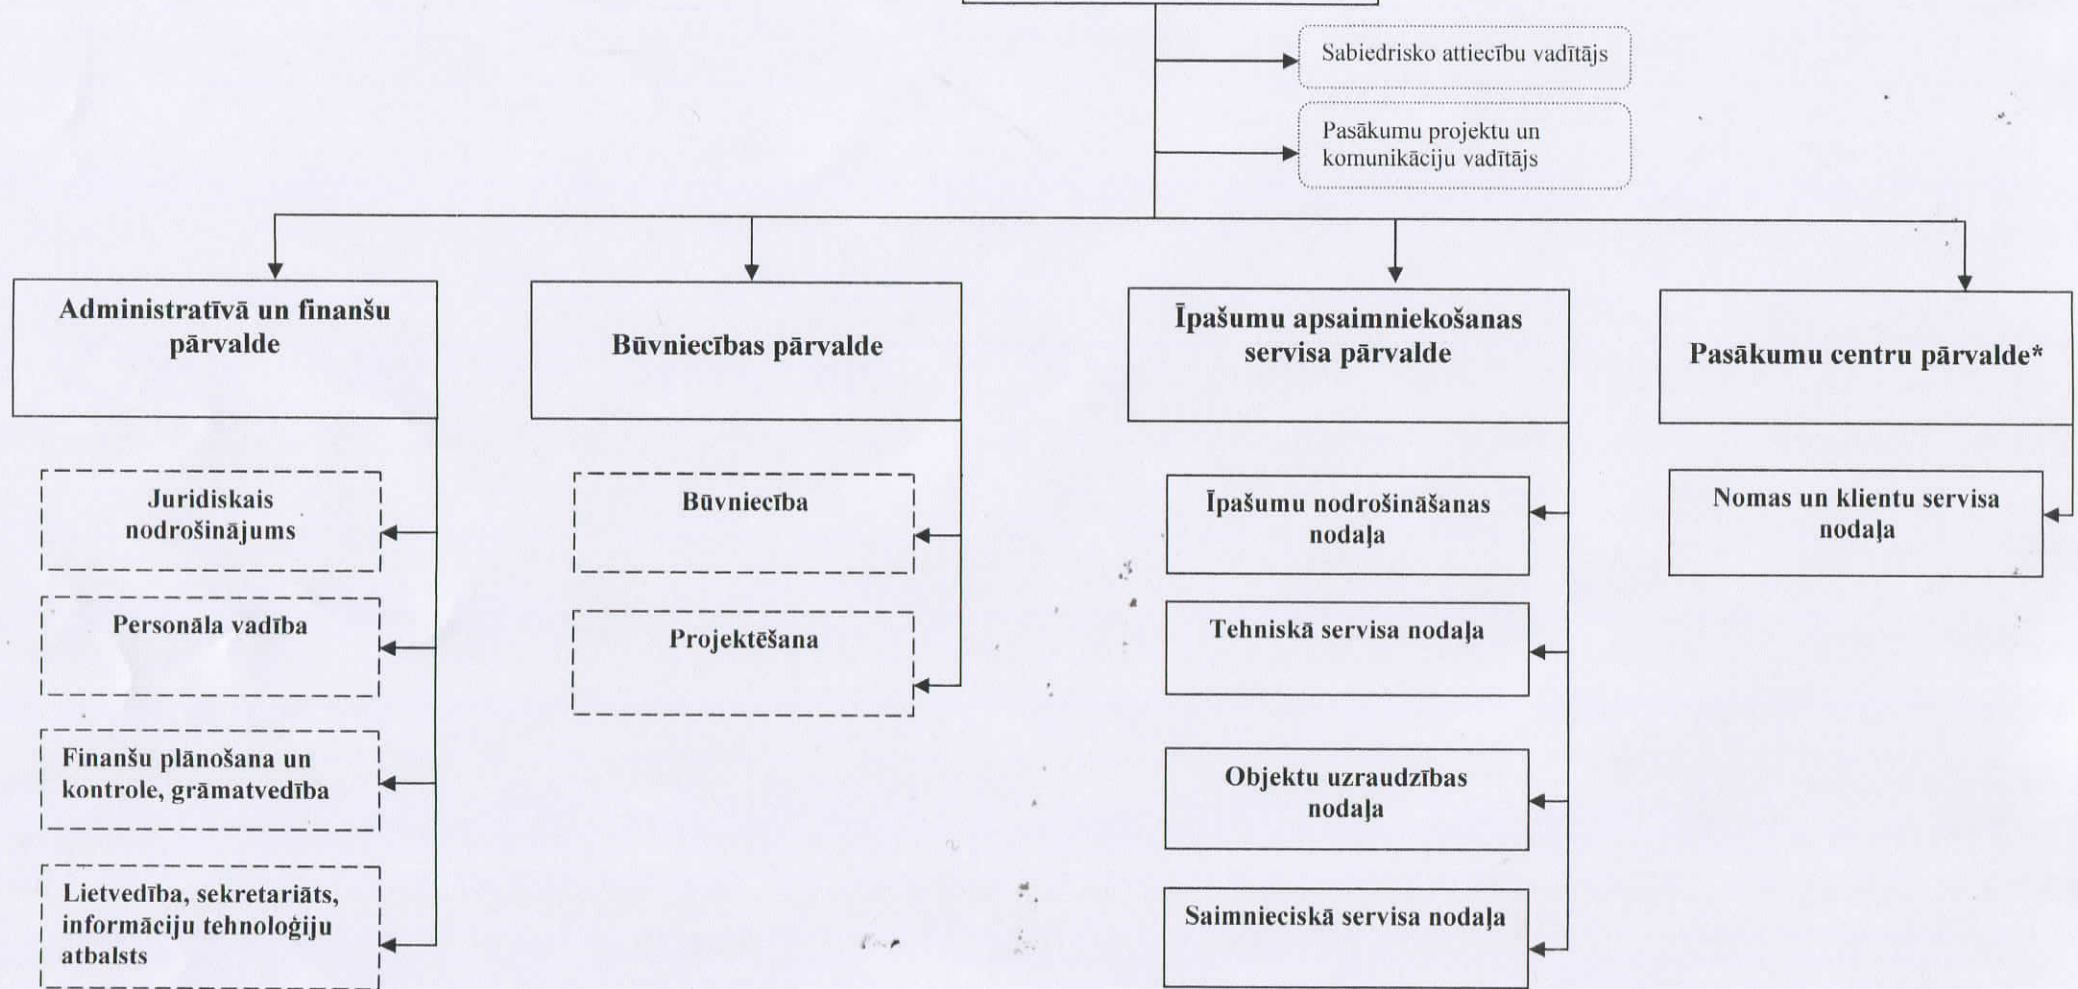 Sabiedrisko attiecību vadītājs
Pasākumu projektu un
komunikāciju vadītājs
Administratīvā un finanšu
pārvalde
Juridiskais
nodrošinājums
Personāla vadība
Finanšu plānošana un
kontrole, grāmatvedība
Lietvedība, sekretariāts,
informāciju tehnoloģiju
atbalsts
Būvniecības pārvalde
Būvniecība
Projektēšana
Īpašumu apsaimniekošanas
servisa pārvalde
Īpašumu nodrošināšanas
nodaļa
Tehniskā servisa nodaļa
Objektu uzraudzības
nodaļa
Saimnieciskā servisa nodaļa
Pasākumu centru pārvalde*
Nomas un klientu servisa
nodaļa